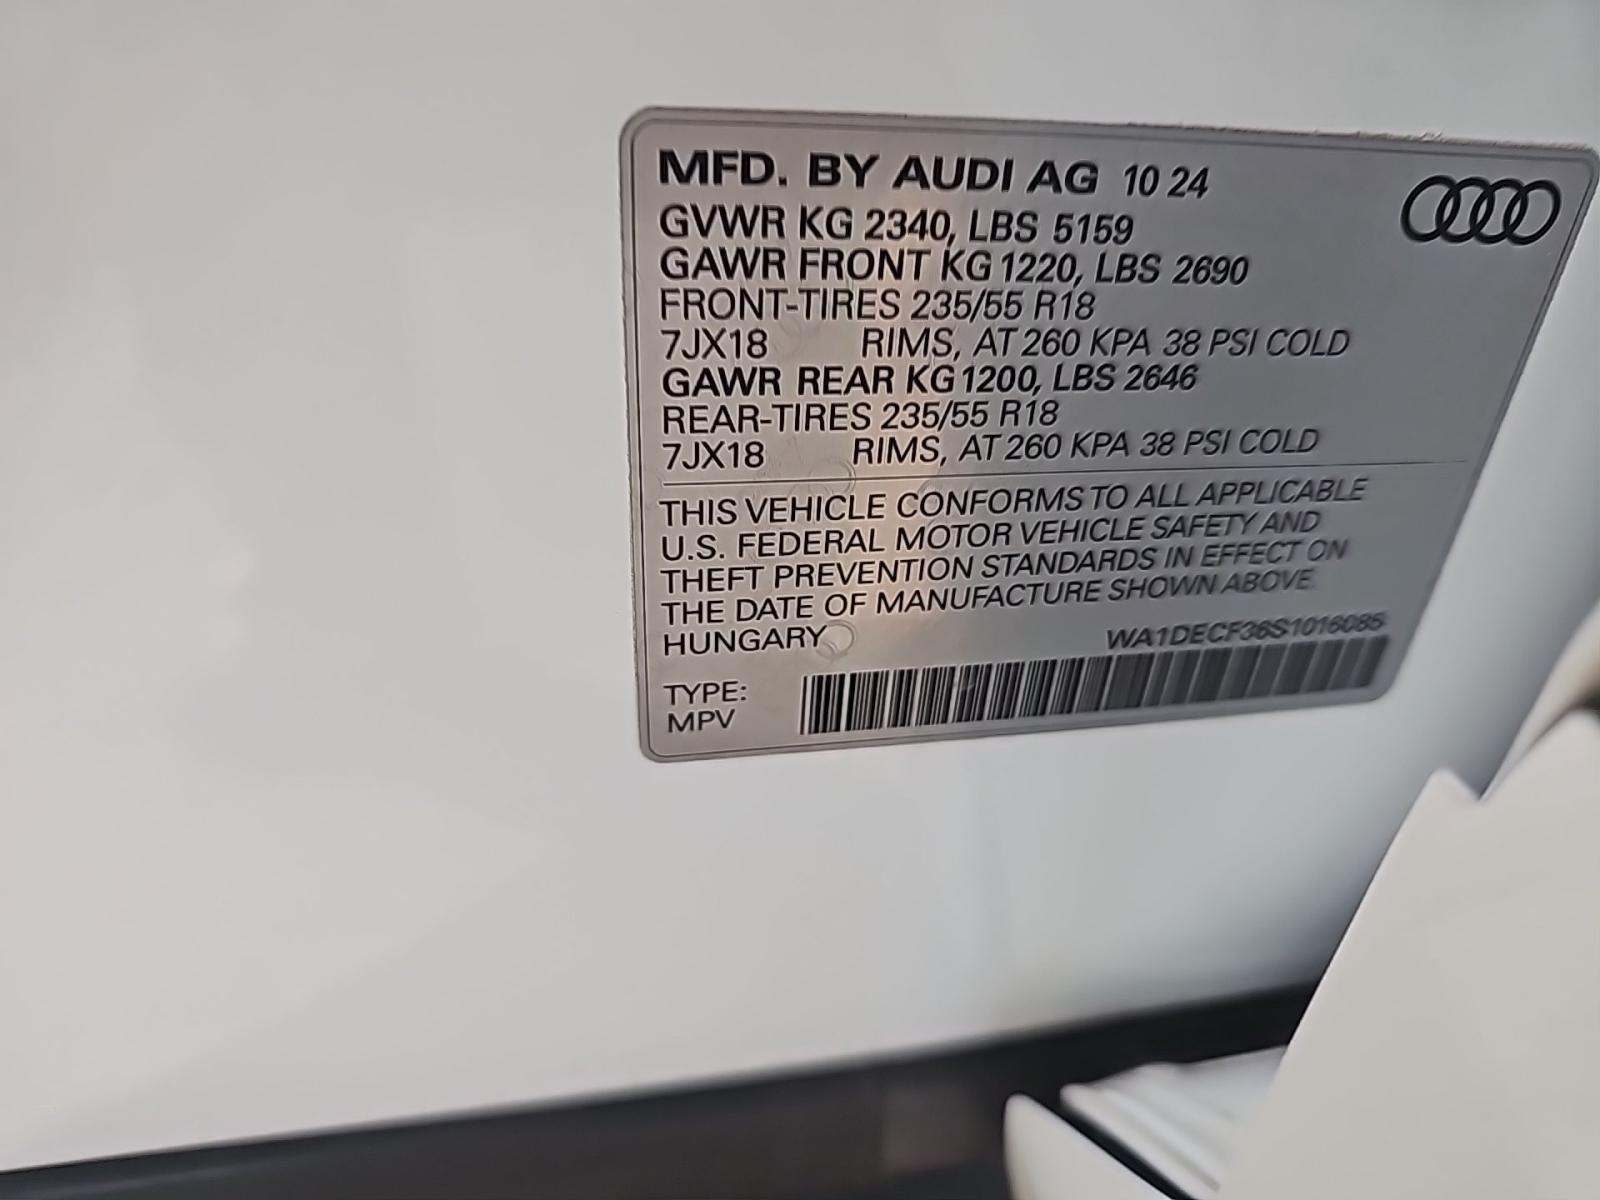 MFD. BY AUDI AG 10 24
GVWR KG 2340, LBS 5159
GAWR FRONT KG 1220, LBS 2690
FRONT-TIRES 235/55 R18
7JX18 RIMS, AT 260 KPA 38 PSI COLD
GAWR REAR KG 1200, LBS 2646
REAR-TIRES 235/55 R18
7JX18 RIMS, AT 260 KPA 38 PSI COLD
THIS VEHICLE CONFORMS TO ALL APPLICABLE
U.S. FEDERAL MOTOR VEHICLE SAFETY AND
THEFT PREVENTION STANDARDS IN EFFECT ON
THE DATE OF MANUFACTURE SHOWN ABOVE.
HUNGARY WA1DECF36S1016085
TYPE:
MPV